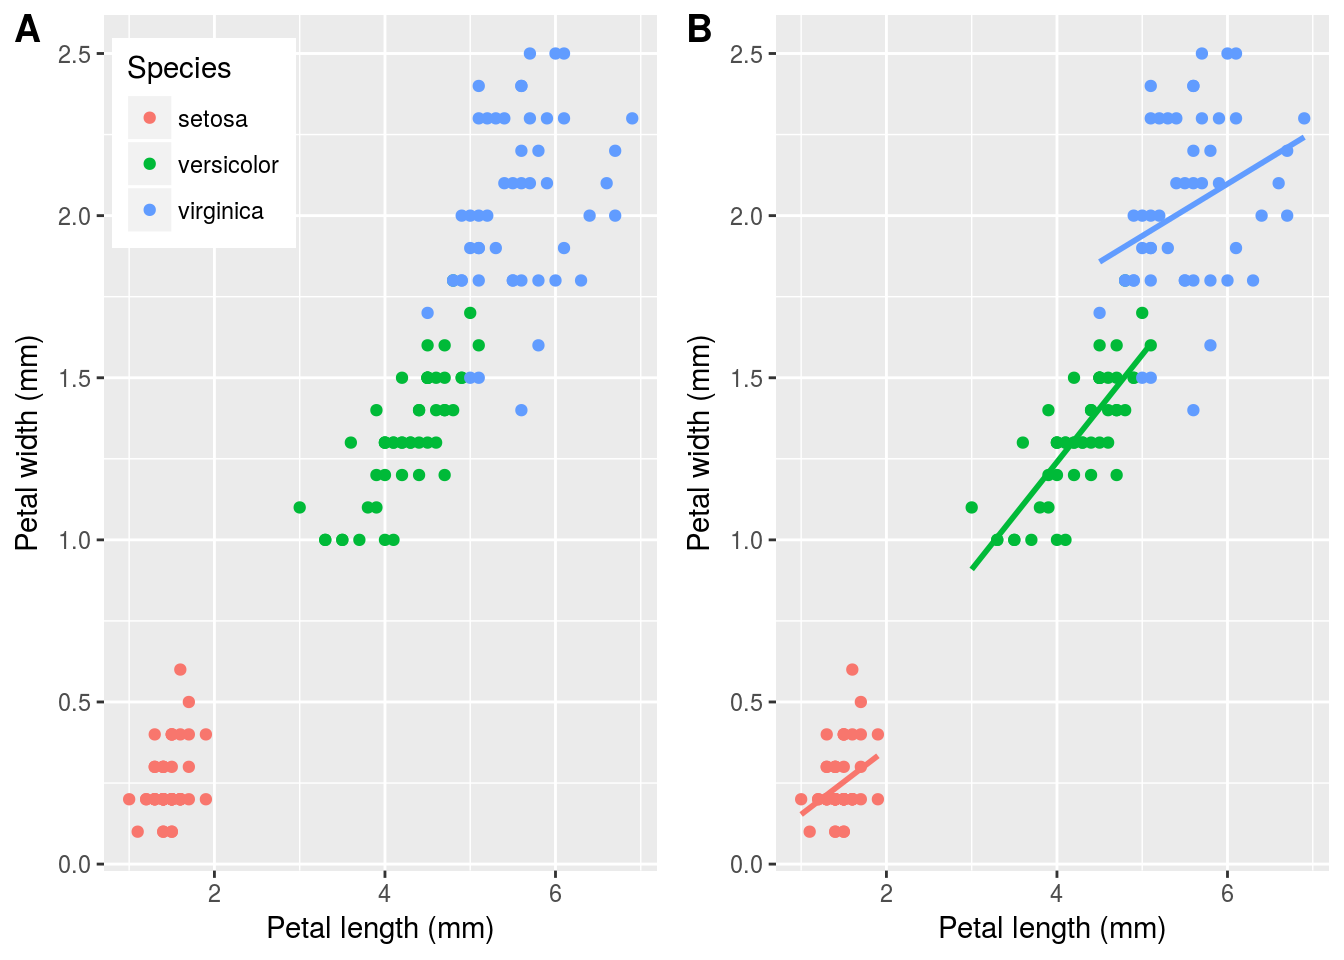 A
Species
setosa
versicolor
virginica
2.5
2.0
1.5
1.0
0.5
0.0
Petal width (mm)
2 4 6
Petal length (mm)
B
2.5
2.0
1.5
1.0
0.5
0.0
Petal width (mm)
2 4 6
Petal length (mm)